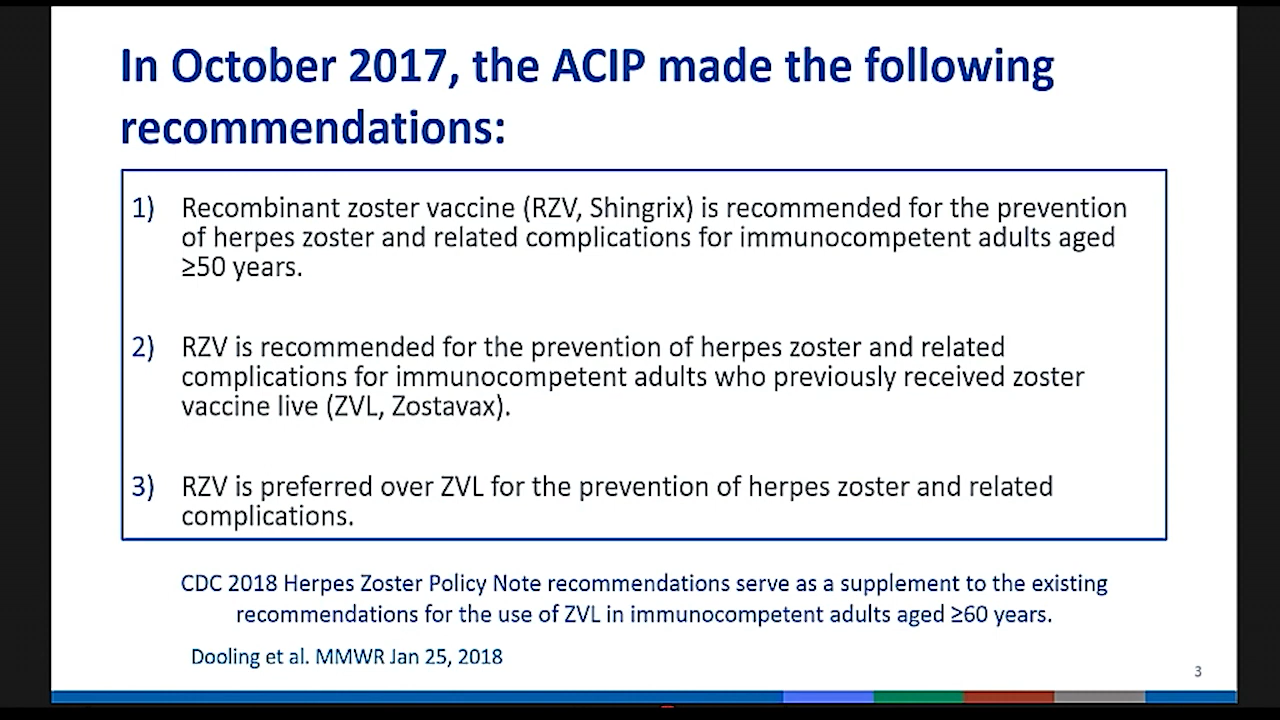 In October 2017, the ACIP made the following
recommendations:
1) Recombinant zoster vaccine (RZV, Shingrix) is recommended for the prevention
of herpes zoster and related complications for immunocompetent adults aged
≥50 years.
2) RZV is recommended for the prevention of herpes zoster and related
complications for immunocompetent adults who previously received zoster
vaccine live (ZVL, Zostavax).
3) RZV is preferred over ZVL for the prevention of herpes zoster and related
complications.
CDC 2018 Herpes Zoster Policy Note recommendations serve as a supplement to the existing
recommendations for the use of ZVL in immunocompetent adults aged ≥60 years.
Dooling et al. MMWR Jan 25, 2018
3